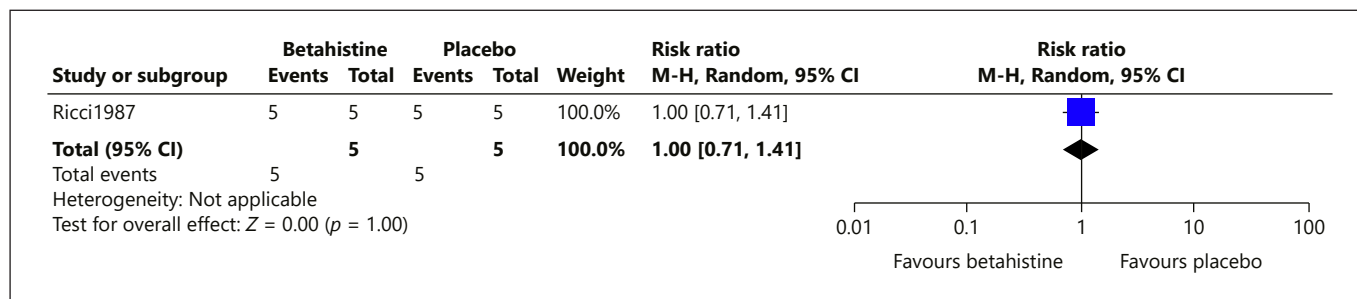 Betahistine Placebo Risk ratio Risk ratio
Study or subgroup Events Total Events Total Weight M-H, Random, 95% CI M-H, Random, 95% CI
Ricci1987 5 5 5 5 100.0% 1.00 [0.71, 1.41]
Total (95% CI) 5 5 100.0% 1.00 [0.71, 1.41]
Total events 5 5
Heterogeneity: Not applicable
Test for overall effect: Z = 0.00 (p = 1.00)
0.01 0.1 1 10 100
Favours betahistine Favours placebo